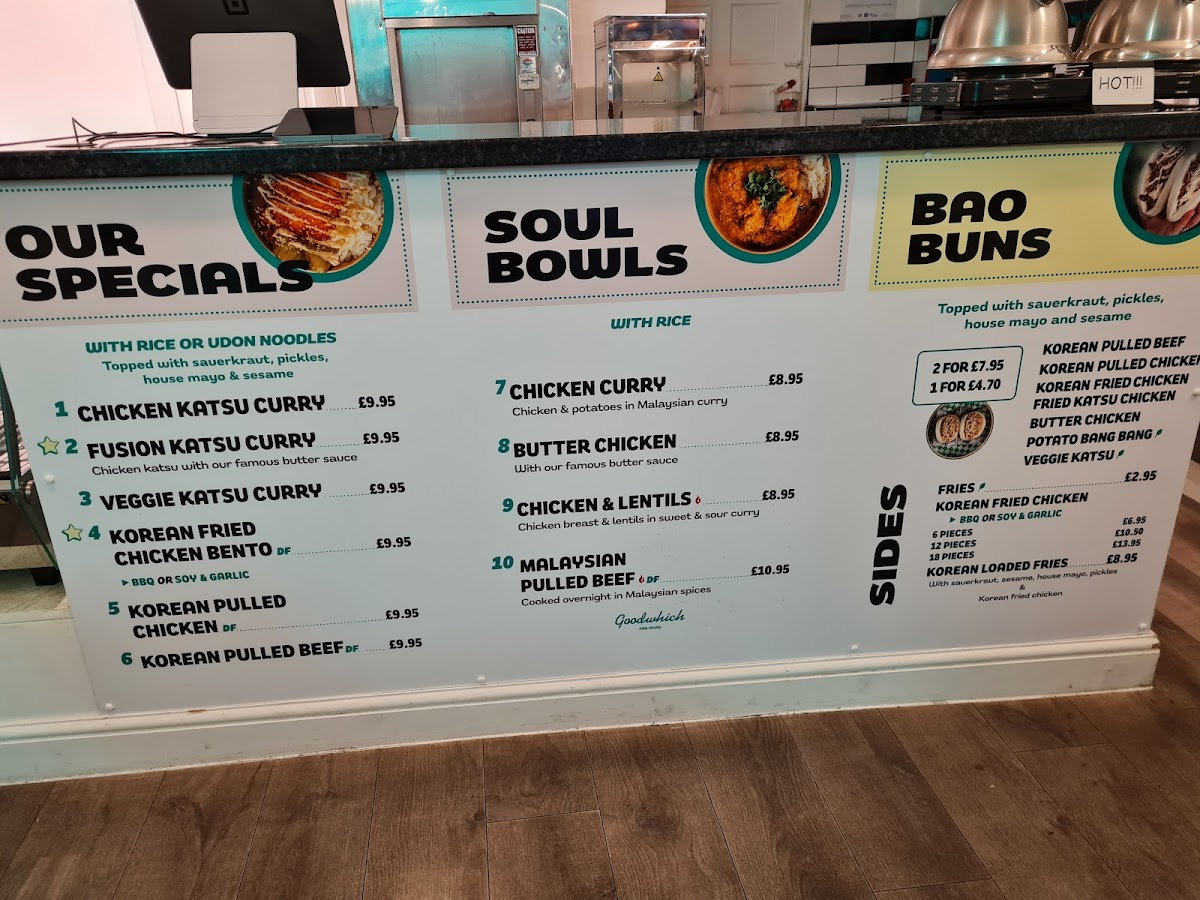 CAUTION
HOT!!!
OUR
SPECIALS
WITH RICE OR UDON NOODLES
Topped with sauerkraut, pickles,
house mayo & sesame
1 CHICKEN KATSU CURRY ........ £9.95
2 FUSION KATSU CURRY ........ £9.95
Chicken katsu with our famous butter sauce
3 VEGGIE KATSU CURRY ........ £9.95
4 KOREAN FRIED
CHICKEN BENTO DF ........ £9.95
▶ BBQ OR SOY & GARLIC
5 KOREAN PULLED
CHICKEN DF ........ £9.95
6 KOREAN PULLED BEEF DF ........ £9.95
SOUL
BOWLS
WITH RICE
7 CHICKEN CURRY ........ £8.95
Chicken & potatoes in Malaysian curry
8 BUTTER CHICKEN ........ £8.95
With our famous butter sauce
9 CHICKEN & LENTILS ........ £8.95
Chicken breast & lentils in sweet & sour curry
10 MALAYSIAN
PULLED BEEF DF ........ £10.95
Cooked overnight in Malaysian spices
Goodwhich
BAO
BUNS
Topped with sauerkraut, pickles,
house mayo and sesame
2 FOR £7.95
1 FOR £4.70
KOREAN PULLED BEEF
KOREAN PULLED CHICKEN
KOREAN FRIED CHICKEN
FRIED KATSU CHICKEN
BUTTER CHICKEN
POTATO BANG BANG
VEGGIE KATSU
SIDES
FRIES ........ £2.95
KOREAN FRIED CHICKEN
▶ BBQ OR SOY & GARLIC
6 PIECES £6.95
12 PIECES £10.50
18 PIECES £13.95
KOREAN LOADED FRIES ........ £8.95
With sauerkraut, sesame, house mayo, pickles
&
Korean fried chicken